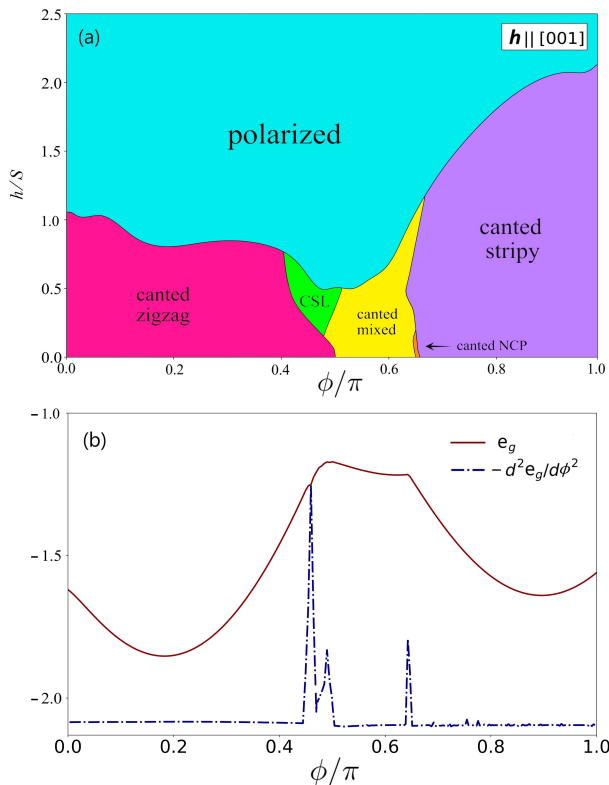 (a)
h || [001]
polarized
canted
zigzag
CSL
canted
mixed
canted
stripy
canted NCP
h/S
2.5
2.0
1.5
1.0
0.5
0.0
0.0
0.2
0.4
0.6
0.8
1.0
ϕ/π
(b)
e_g
−d²e_g/dϕ²
−1.0
−1.5
−2.0
0.0
0.2
0.4
0.6
0.8
1.0
ϕ/π